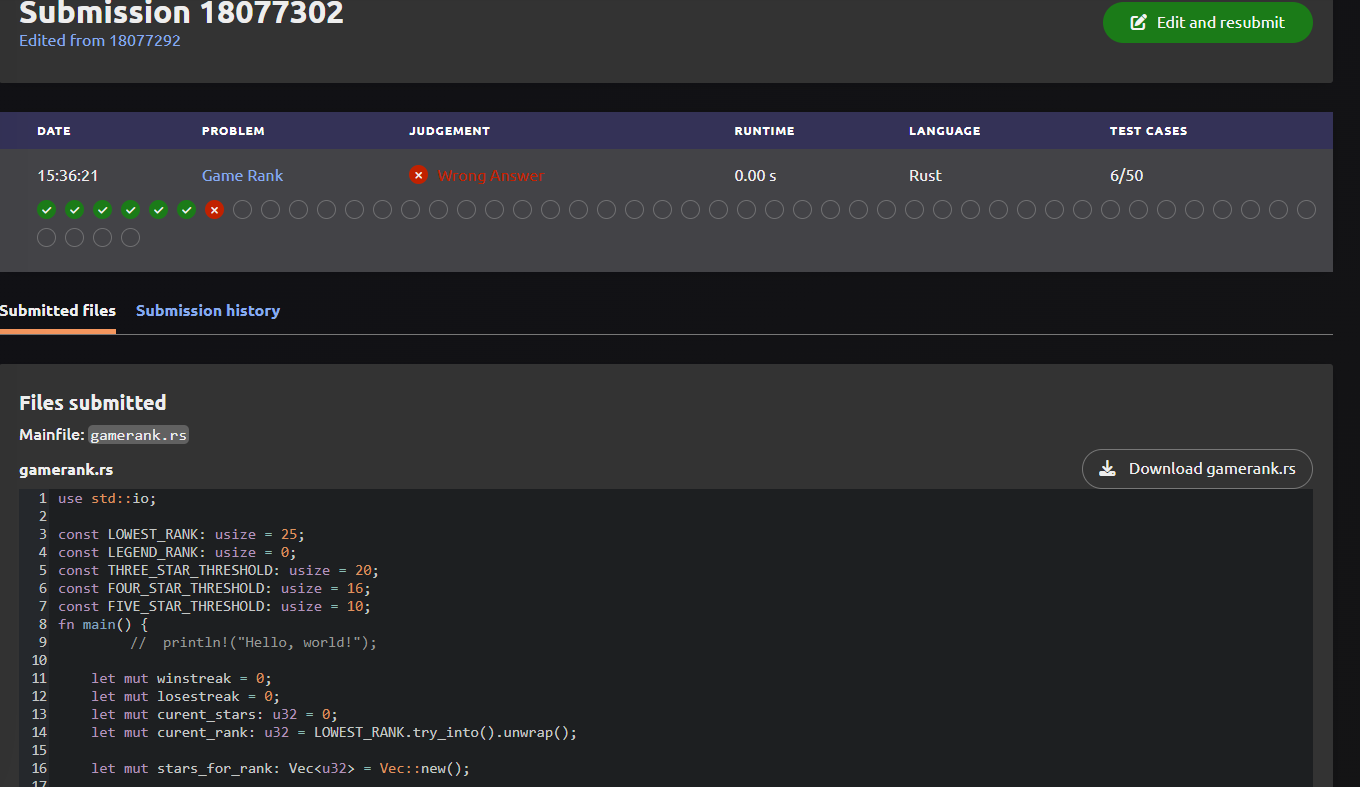 Submission 18077302
Edited from 18077292
Edit and resubmit
DATE PROBLEM JUDGEMENT RUNTIME LANGUAGE TEST CASES
15:36:21 Game Rank Wrong Answer 0.00 s Rust 6/50
Submitted files Submission history
Files submitted
Mainfile: gamerank.rs
gamerank.rs
Download gamerank.rs
1 use std::io;
2
3 const LOWEST_RANK: usize = 25;
4 const LEGEND_RANK: usize = 0;
5 const THREE_STAR_THRESHOLD: usize = 20;
6 const FOUR_STAR_THRESHOLD: usize = 16;
7 const FIVE_STAR_THRESHOLD: usize = 10;
8 fn main() {
9 // println!("Hello, world!");
10
11 let mut winstreak = 0;
12 let mut losestreak = 0;
13 let mut curent_stars: u32 = 0;
14 let mut curent_rank: u32 = LOWEST_RANK.try_into().unwrap();
15
16 let mut stars_for_rank: Vec<u32> = Vec::new();
17